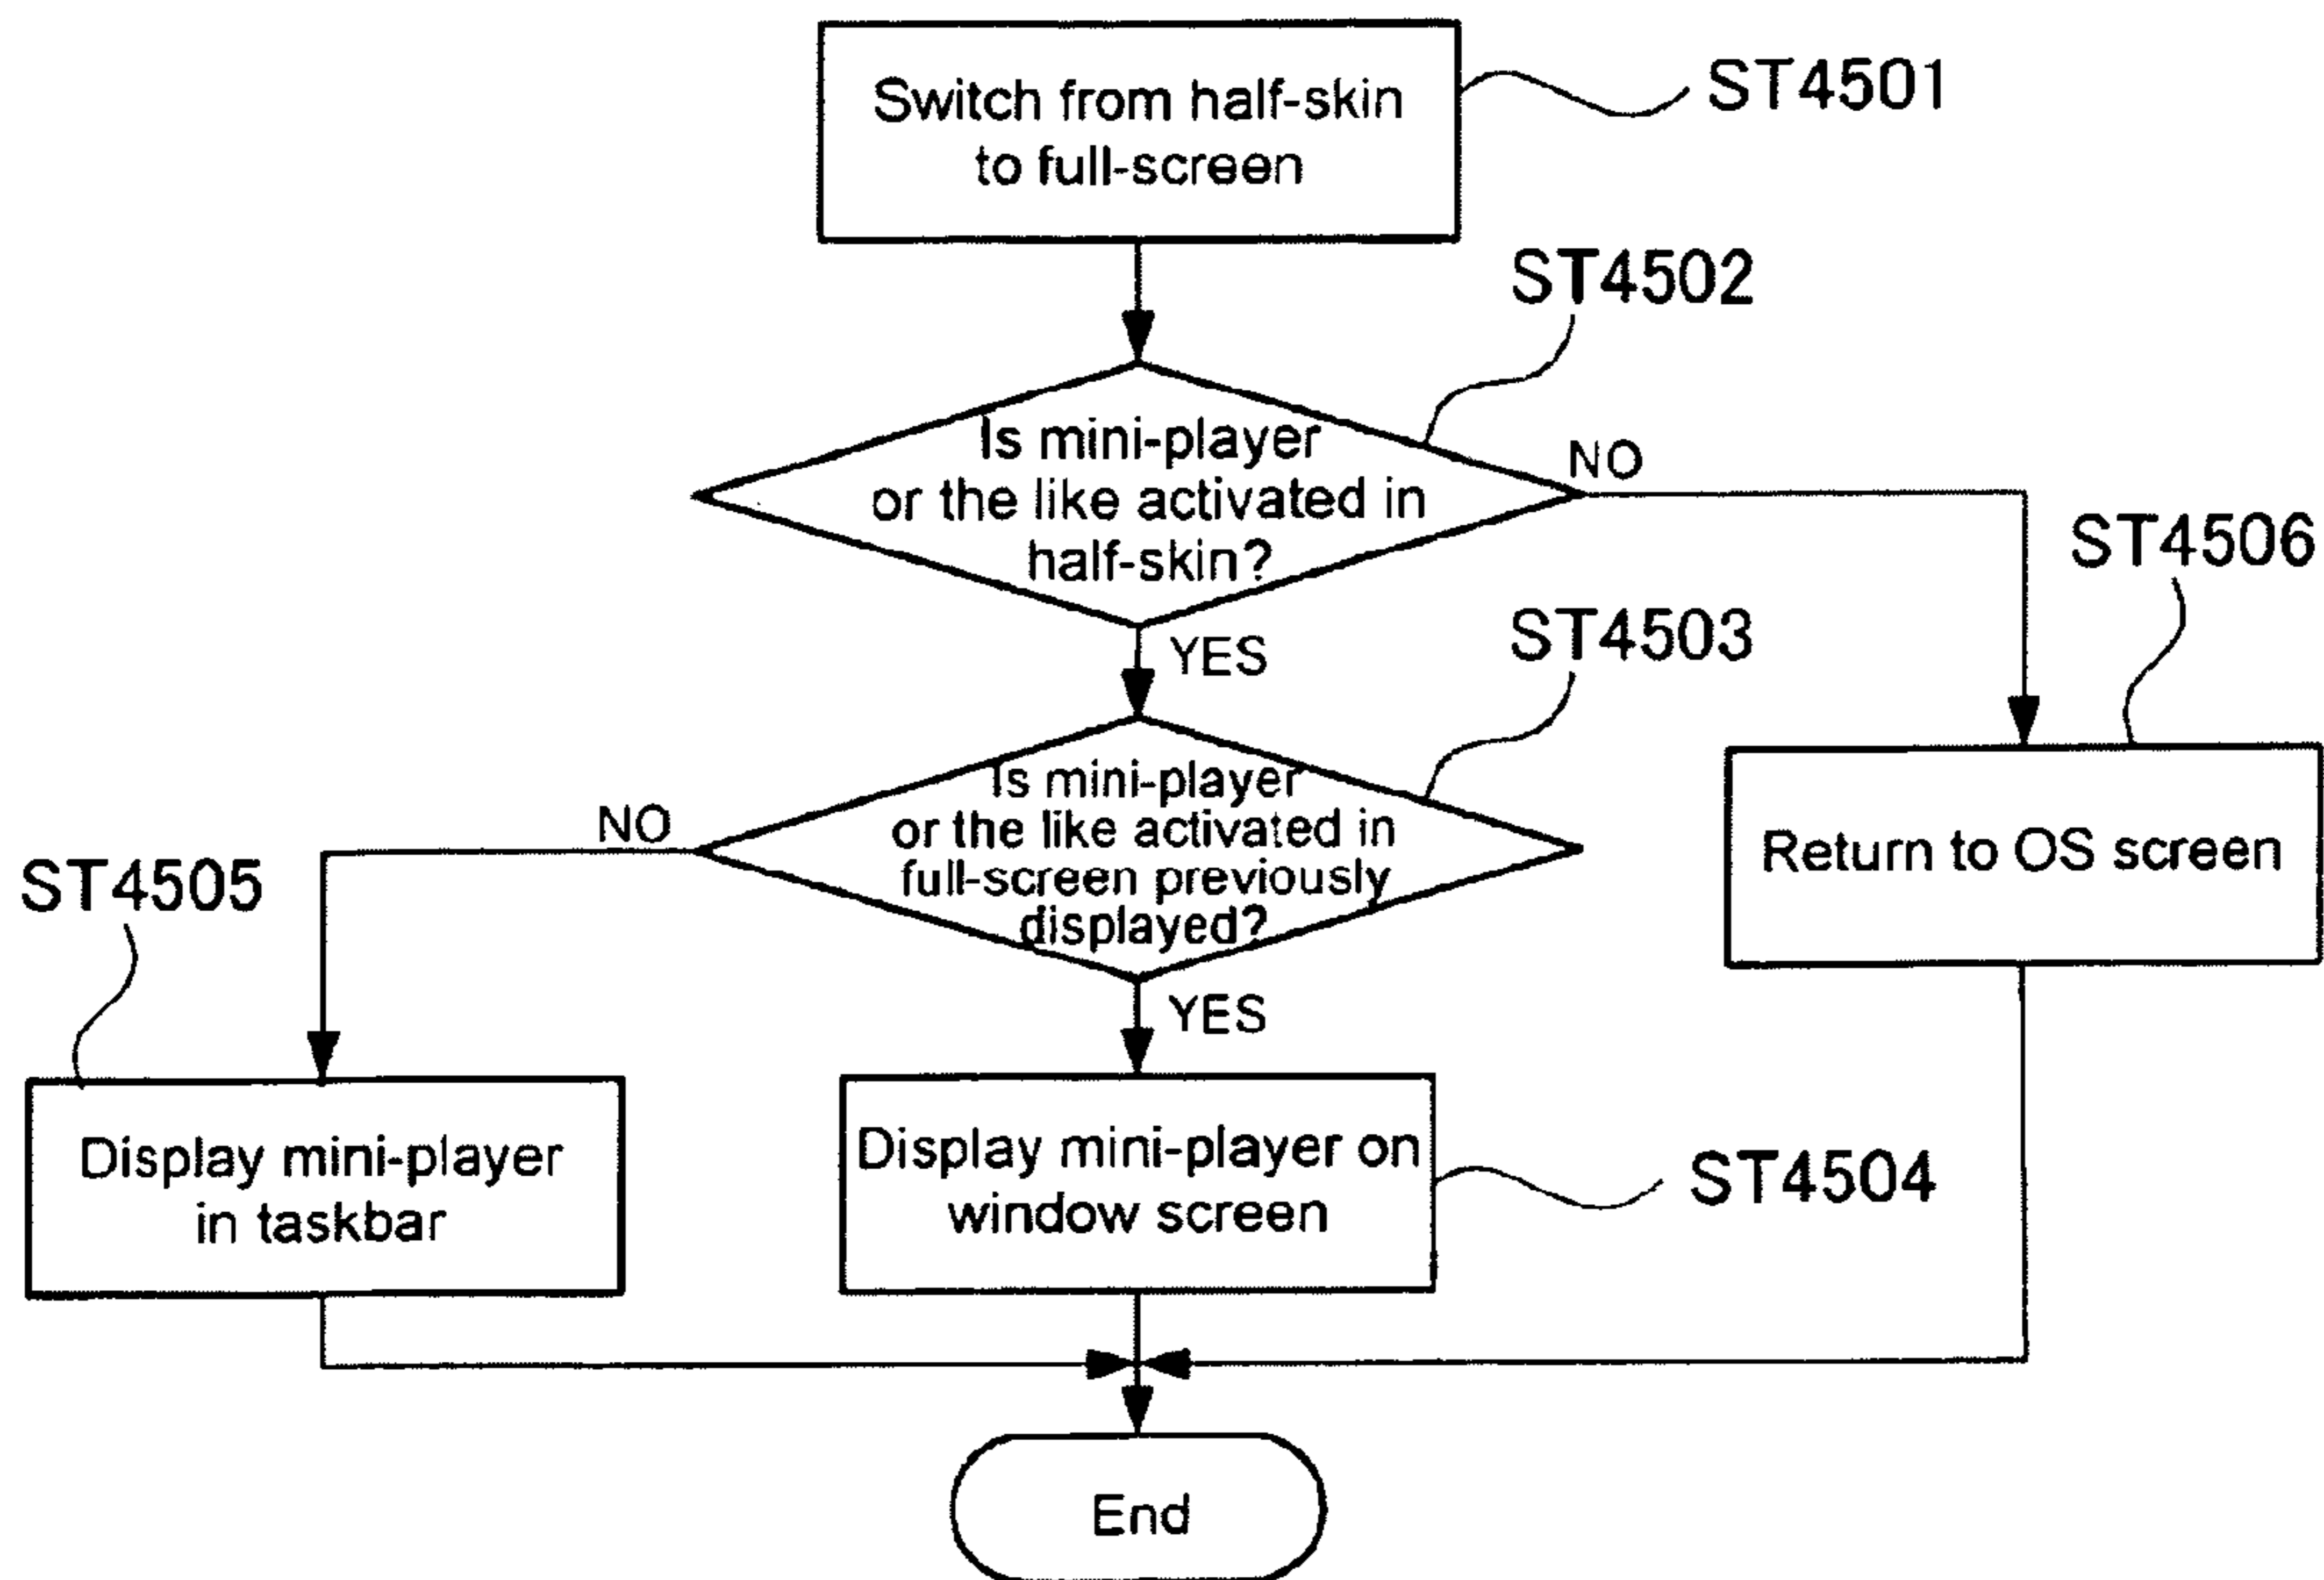 Switch from half-skin
to full-screen
ST4501
ST4502
Is mini-player
or the like activated in
half-skin?
NO
YES
ST4506
ST4503
Is mini-player
or the like activated in
full-screen previously
displayed?
NO
YES
Return to OS screen
ST4505
Display mini-player
in taskbar
Display mini-player on
window screen
ST4504
End